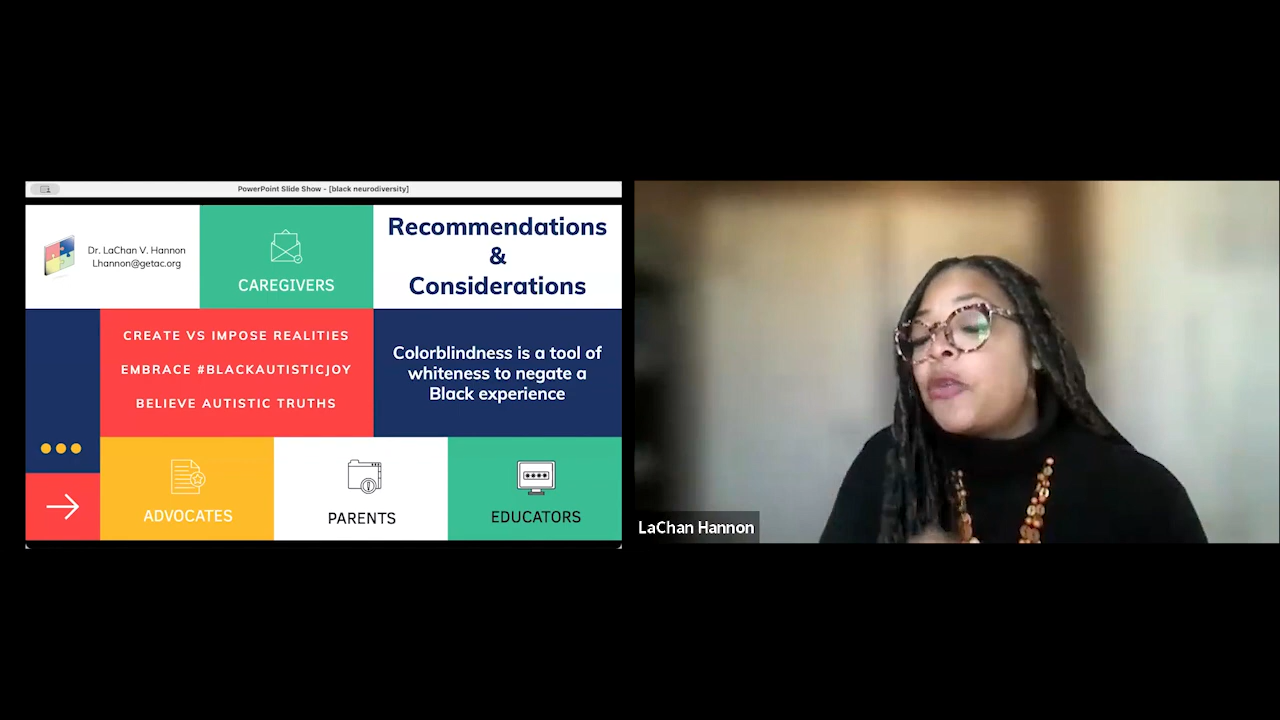 PowerPoint Slide Show - [black neurodiversity]
Dr. LaChan V. Hannon
Lhannon@getac.org
CAREGIVERS
Recommendations
&
Considerations
CREATE VS IMPOSE REALITIES
EMBRACE #BLACKAUTISTICJOY
BELIEVE AUTISTIC TRUTHS
Colorblindness is a tool of
whiteness to negate a
Black experience
ADVOCATES
PARENTS
EDUCATORS
LaChan Hannon